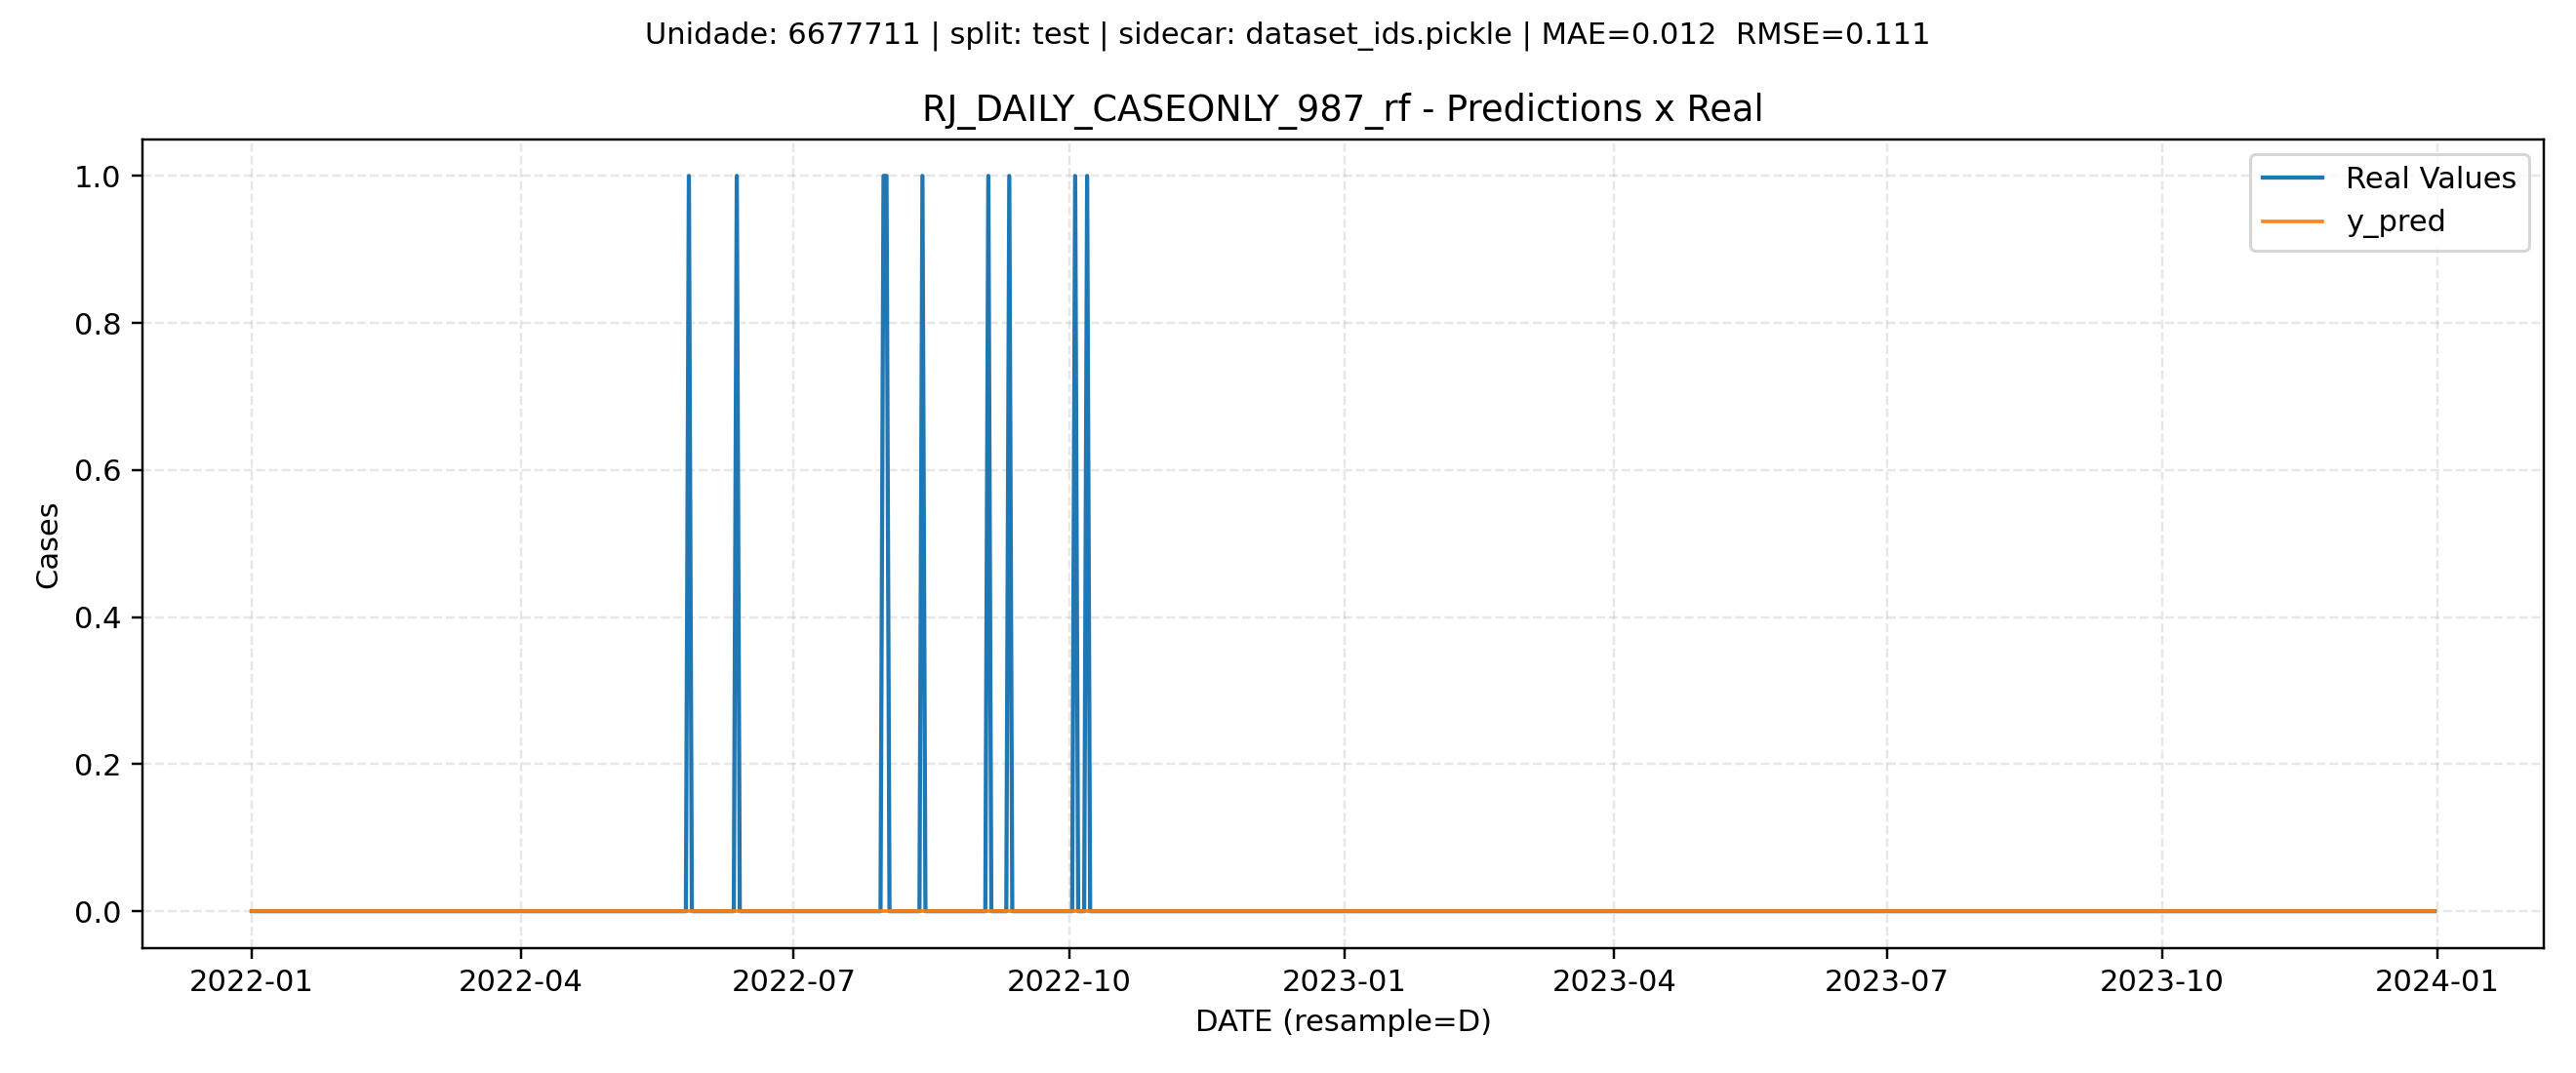 Unidade: 6677711 | split: test | sidecar: dataset_ids.pickle | MAE=0.012  RMSE=0.111
RJ_DAILY_CASEONLY_987_rf - Predictions x Real
Real Values
y_pred
Cases
1.0
0.8
0.6
0.4
0.2
0.0
2022-01 2022-04 2022-07 2022-10 2023-01 2023-04 2023-07 2023-10 2024-01
DATE (resample=D)